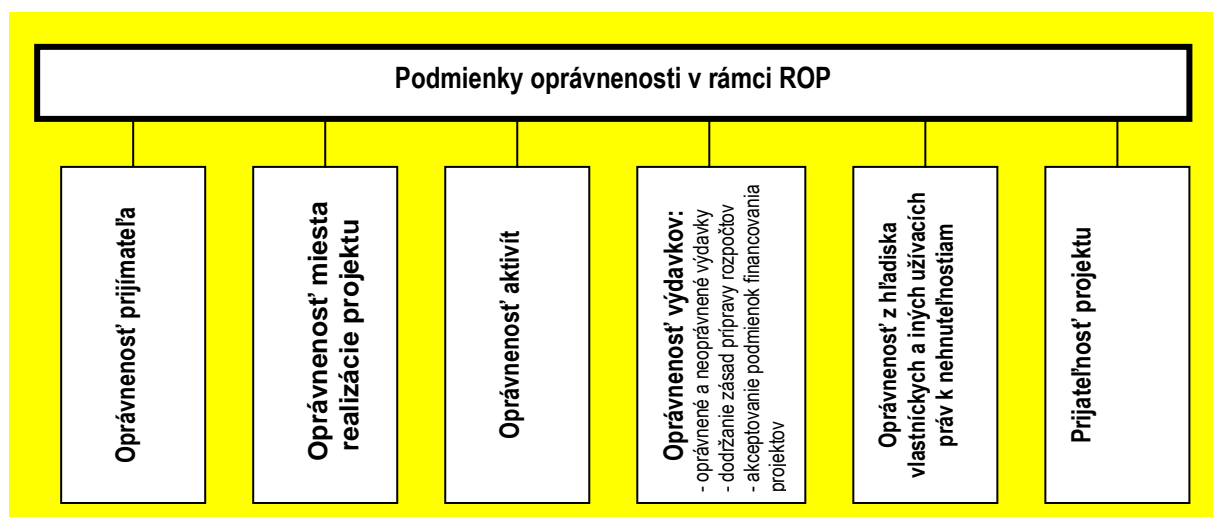 Podmienky oprávnenosti v rámci ROP
Oprávnenosť prijímateľa
Oprávnenosť miesta
realizácie projektu
Oprávnenosť aktivít
Oprávnenosť výdavkov:
- oprávnené a neoprávnené výdavky
- dodržanie zásad prípravy rozpočtov
- akceptovanie podmienok financovania
projektov
Oprávnenosť z hľadiska
vlastníckych a iných užívacích
práv k nehnuteľnostiam
Prijateľnosť projektu